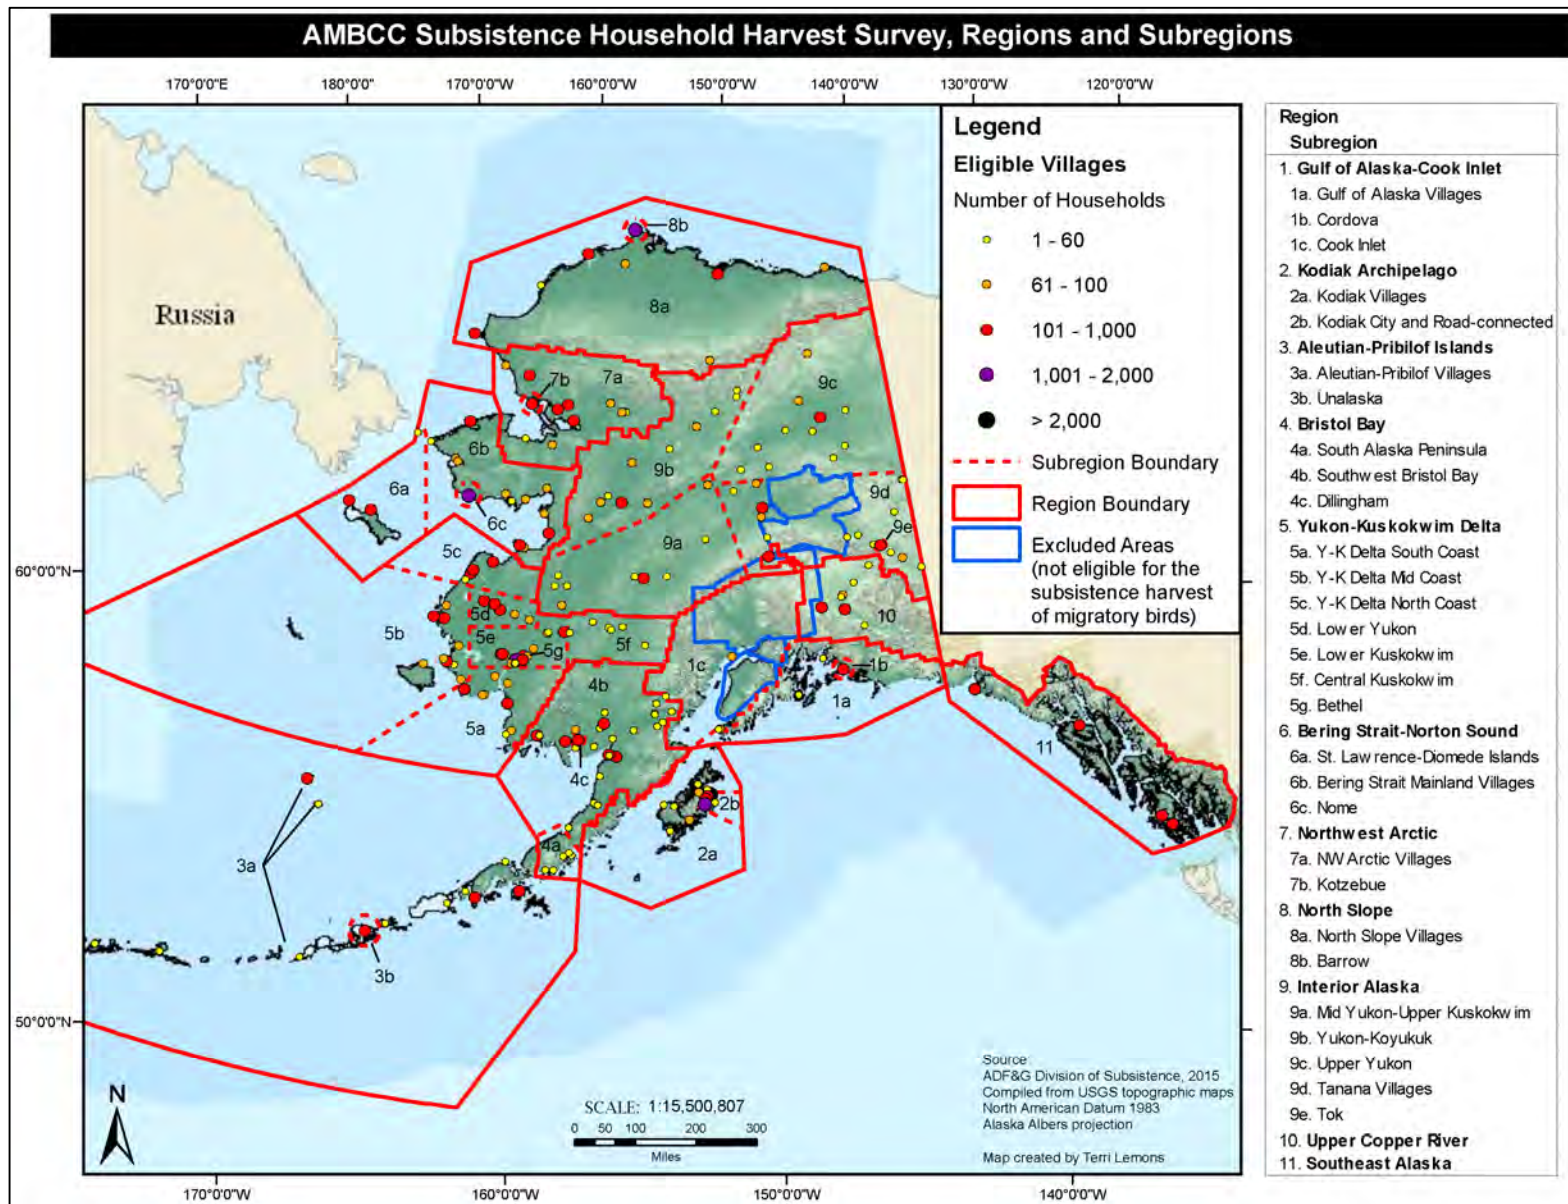 AMBCC Subsistence Household Harvest Survey, Regions and Subregions
170°0'0"E 180°0'0"W 170°0'0"W 160°0'0"W 150°0'0"W 140°0'0"W 130°0'0"W 120°0'0"W
Legend
Eligible Villages
Number of Households
1 - 60
61 - 100
101 - 1,000
1,001 - 2,000
> 2,000
Subregion Boundary
Region Boundary
Excluded Areas
(not eligible for the
subsistence harvest
of migratory birds)
Russia
8b
8a
7b
7a
9c
6b
9b
6a
9d
6c
9e
5c
9a
5d
10
5b
5e
5g
5f
1c
1b
4b
1a
5a
11
4c
2b
4a
2a
3a
3b
60°0'0"N
50°0'0"N
N
SCALE: 1:15,500,807
0 50 100 200 300
Miles
Source:
ADF&G Division of Subsistence, 2015
Compiled from USGS topographic maps
North American Datum 1983
Alaska Albers projection
Map created by Terri Lemons
170°0'0"W 160°0'0"W 150°0'0"W 140°0'0"W
Region
Subregion
1. Gulf of Alaska-Cook Inlet
1a. Gulf of Alaska Villages
1b. Cordova
1c. Cook Inlet
2. Kodiak Archipelago
2a. Kodiak Villages
2b. Kodiak City and Road-connected
3. Aleutian-Pribilof Islands
3a. Aleutian-Pribilof Villages
3b. Unalaska
4. Bristol Bay
4a. South Alaska Peninsula
4b. Southwest Bristol Bay
4c. Dillingham
5. Yukon-Kuskokwim Delta
5a. Y-K Delta South Coast
5b. Y-K Delta Mid Coast
5c. Y-K Delta North Coast
5d. Lower Yukon
5e. Lower Kuskokwim
5f. Central Kuskokwim
5g. Bethel
6. Bering Strait-Norton Sound
6a. St. Lawrence-Diomede Islands
6b. Bering Strait Mainland Villages
6c. Nome
7. Northwest Arctic
7a. NW Arctic Villages
7b. Kotzebue
8. North Slope
8a. North Slope Villages
8b. Barrow
9. Interior Alaska
9a. Mid Yukon-Upper Kuskokwim
9b. Yukon-Koyukuk
9c. Upper Yukon
9d. Tanana Villages
9e. Tok
10. Upper Copper River
11. Southeast Alaska